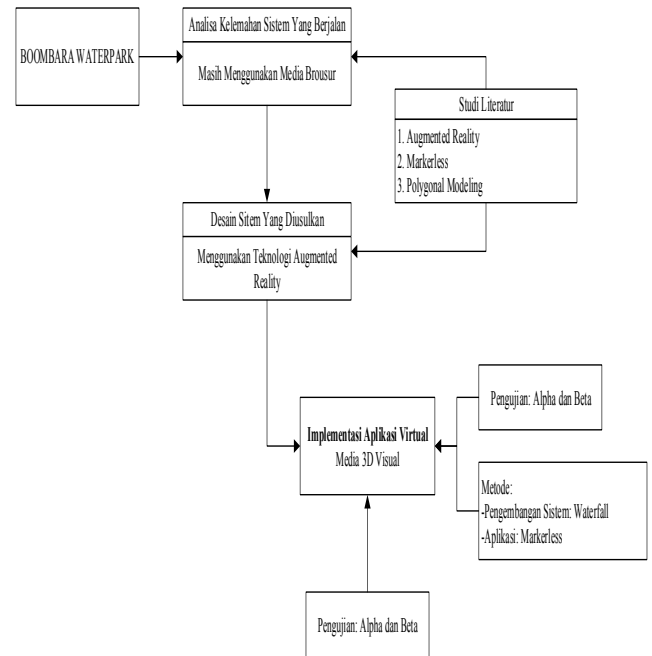 BOOMBARA WATERPARK
Analisa Kelemahan Sistem Yang Berjalan
Masih Menggunakan Media Brousur
Studi Literatur
1. Augmented Reality
2. Markerless
3. Polygonal Modeling
Desain Sitem Yang Diusulkan
Menggunakan Teknologi Augmented
Reality
Implementasi Aplikasi Virtual
Media 3D Visual
Pengujian: Alpha dan Beta
Metode:
-Pengembangan Sistem: Waterfall
-Aplikasi: Markerless
Pengujian: Alpha dan Beta